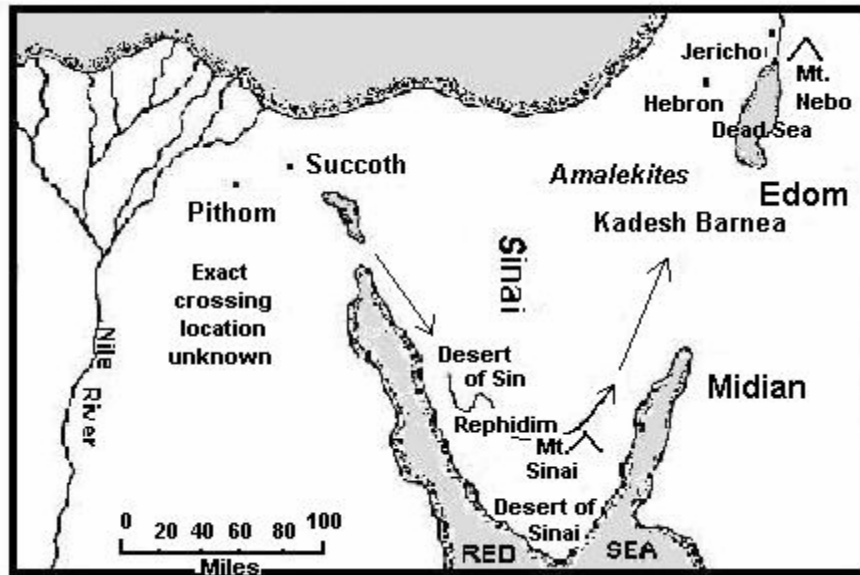 Jericho
Mt.
Nebo
Hebron
Dead Sea
Succoth
Amalekites
Edom
Pithom
Kadesh Barnea
Sinai
Exact
crossing
location
unknown
Nile
River
Desert
of Sin
Midian
Rephidim
Mt.
Sinai
Desert of
Sinai
0 20 40 60 100
Miles
RED SEA